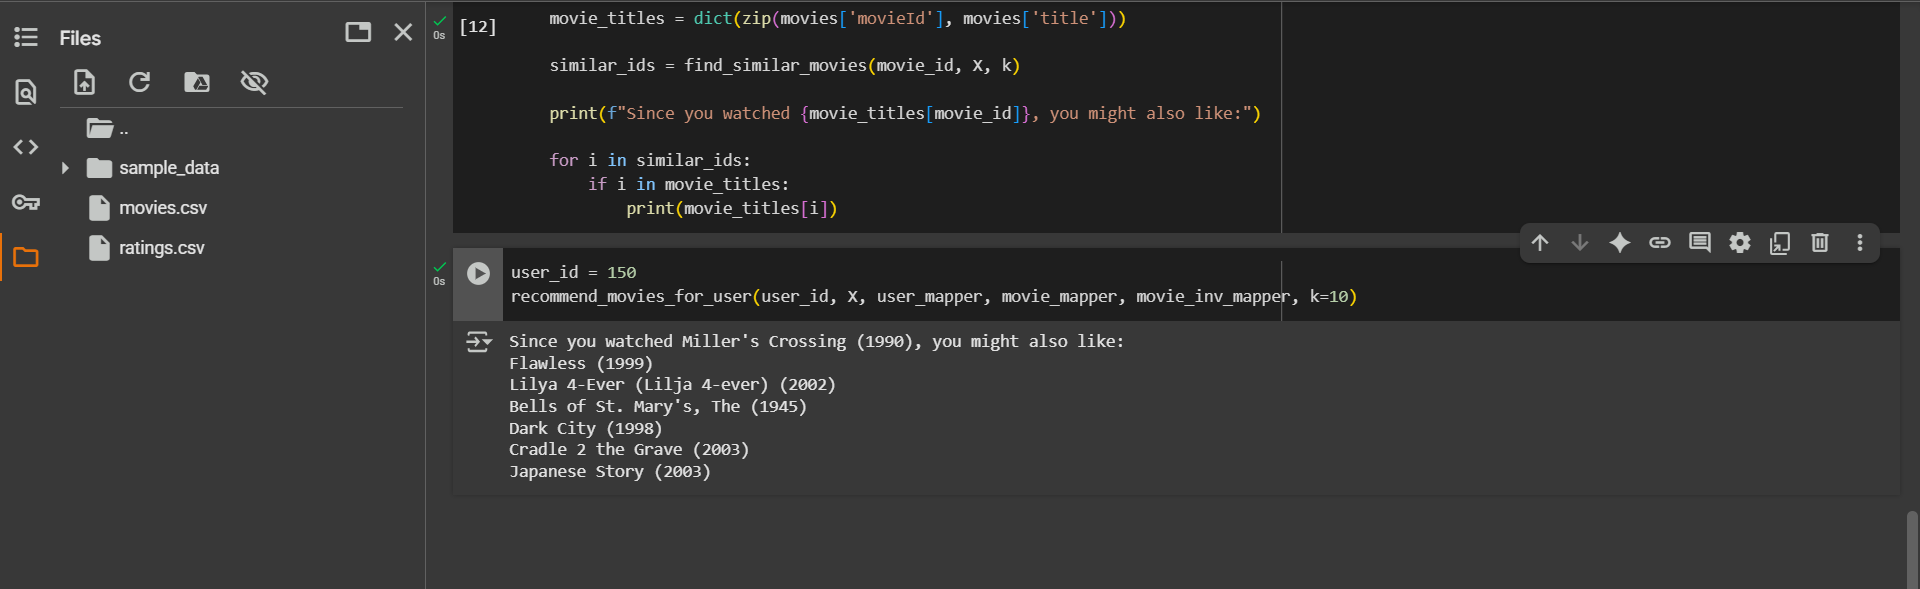 Files
..
sample_data
movies.csv
ratings.csv
0s
[12]
movie_titles = dict(zip(movies['movieId'], movies['title']))
similar_ids = find_similar_movies(movie_id, X, k)
print(f"Since you watched {movie_titles[movie_id]}, you might also like:")
for i in similar_ids:
if i in movie_titles:
print(movie_titles[i])
0s
user_id = 150
recommend_movies_for_user(user_id, X, user_mapper, movie_mapper, movie_inv_mapper, k=10)
Since you watched Miller's Crossing (1990), you might also like:
Flawless (1999)
Lilya 4-Ever (Lilja 4-ever) (2002)
Bells of St. Mary's, The (1945)
Dark City (1998)
Cradle 2 the Grave (2003)
Japanese Story (2003)